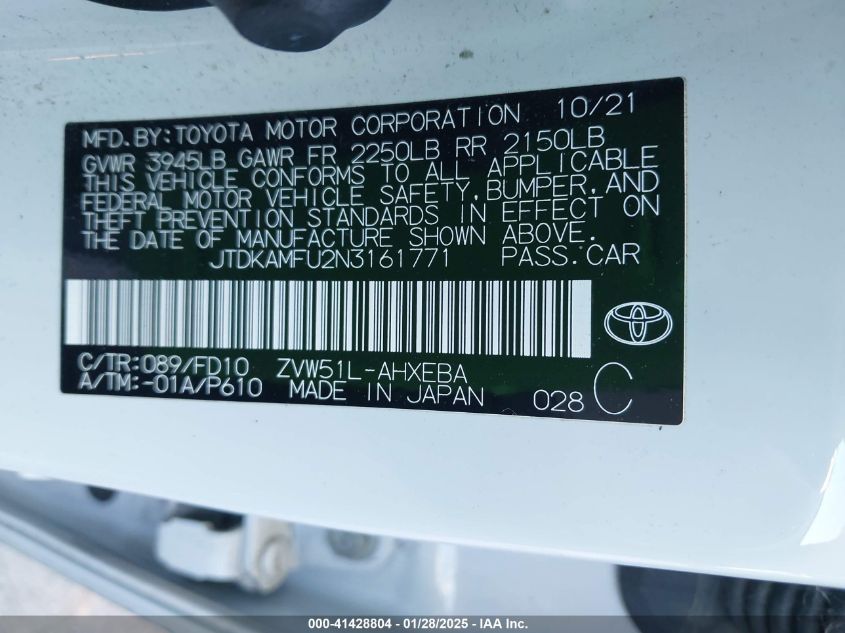 MFD.BY:TOYOTA MOTOR CORPORATION 10/21
GVWR 3945LB GAWR FR 2250LB RR 2150LB
THIS VEHICLE CONFORMS TO ALL APPLICABLE
FEDERAL MOTOR VEHICLE SAFETY,BUMPER,AND
THEFT PREVENTION STANDARDS IN EFFECT ON
THE DATE OF MANUFACTURE SHOWN ABOVE.
JTDKAMFU2N3161771 PASS.CAR
C/TR:089/FD10 ZVW51L-AHXEBA
A/TM:-01A/P610 MADE IN JAPAN 028 C
000-41428804 — 01/28/2025 — IAA Inc.